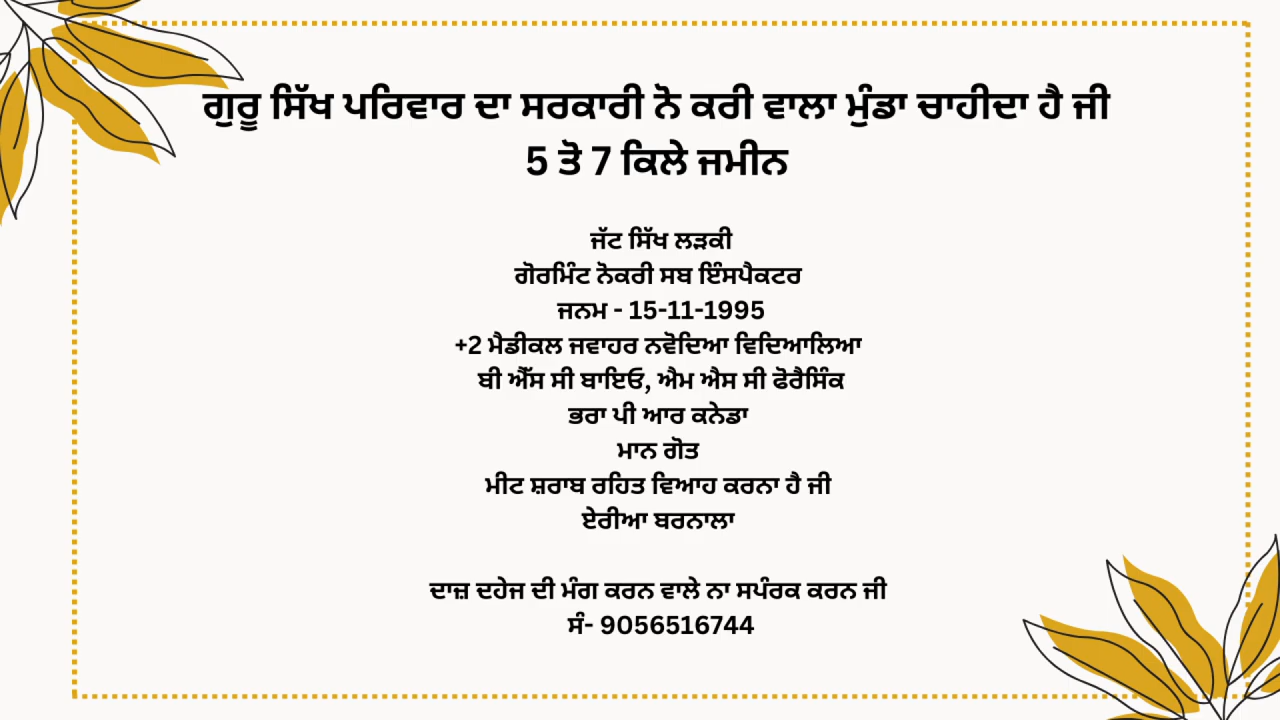 ਗੁਰੂ ਸਿੱਖ ਪਰਿਵਾਰ ਦਾ ਸਰਕਾਰੀ ਨੋ ਕਰੀ ਵਾਲਾ ਮੁੰਡਾ ਚਾਹੀਦਾ ਹੈ ਜੀ
5 ਤੋ 7 ਕਿਲੇ ਜਮੀਨ
ਜੱਟ ਸਿੱਖ ਲੜਕੀ
ਗੋਰਮਿੰਟ ਨੋਕਰੀ ਸਬ ਇੰਸਪੈਕਟਰ
ਜਨਮ - 15-11-1995
+2 ਮੈਡੀਕਲ ਜਵਾਹਰ ਨਵੋਦਿਆ ਵਿਦਿਆਲਿਆ
ਬੀ ਐੱਸ ਸੀ ਬਾਇਓ, ਐਮ ਐਸ ਸੀ ਫੋਰੈਸਿੰਕ
ਭਰਾ ਪੀ ਆਰ ਕਨੇਡਾ
ਮਾਨ ਗੋਤ
ਮੀਟ ਸ਼ਰਾਬ ਰਹਿਤ ਵਿਆਹ ਕਰਨਾ ਹੈ ਜੀ
ਏਰੀਆ ਬਰਨਾਲਾ
ਦਾਜ਼ ਦਹੇਜ ਦੀ ਮੰਗ ਕਰਨ ਵਾਲੇ ਨਾ ਸਪੰਰਕ ਕਰਨ ਜੀ
ਸੰ- 9056516744